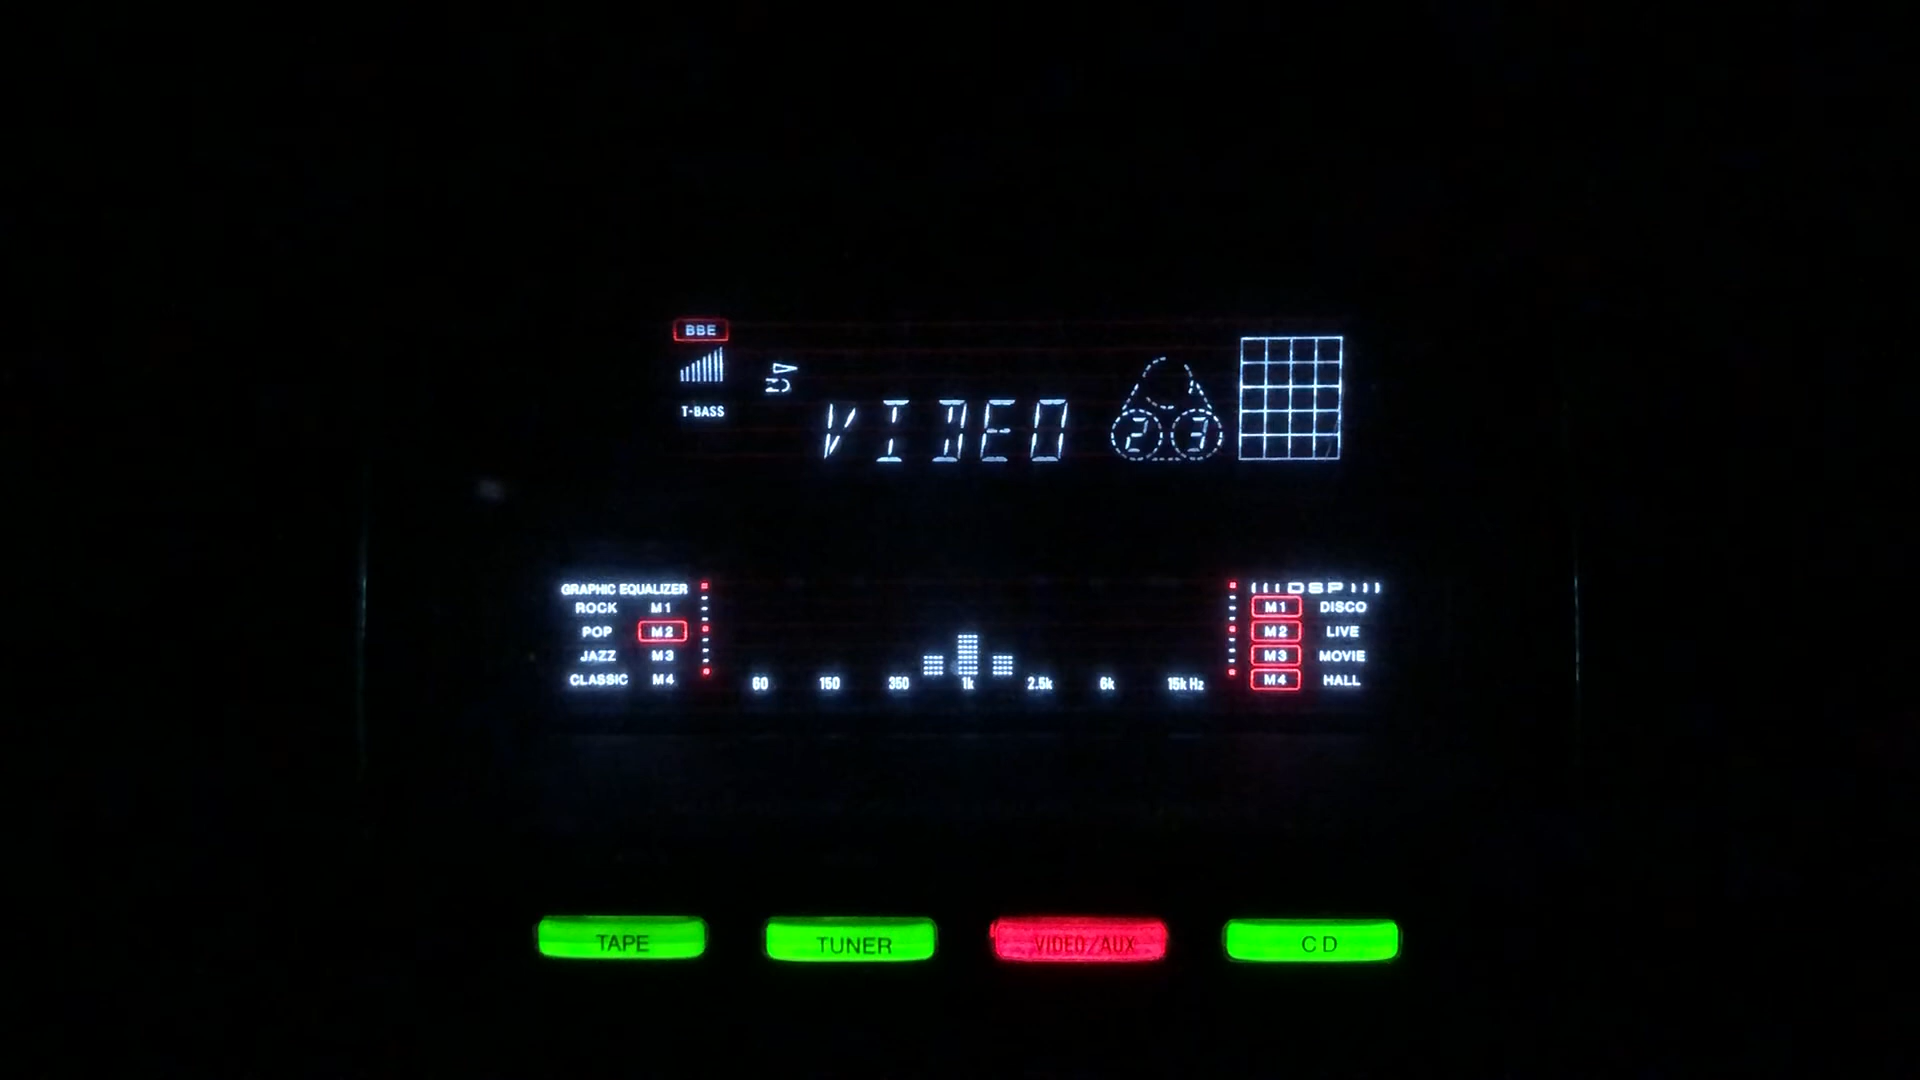 BBE
T-BASS
VIDEO
2 3
GRAPHIC EQUALIZER
ROCK M1
POP M2
JAZZ M3
CLASSIC M4
60 150 350 1k 2.5k 6k 15k Hz
DSP
M1 DISCO
M2 LIVE
M3 MOVIE
M4 HALL
TAPE TUNER VIDEO/AUX CD